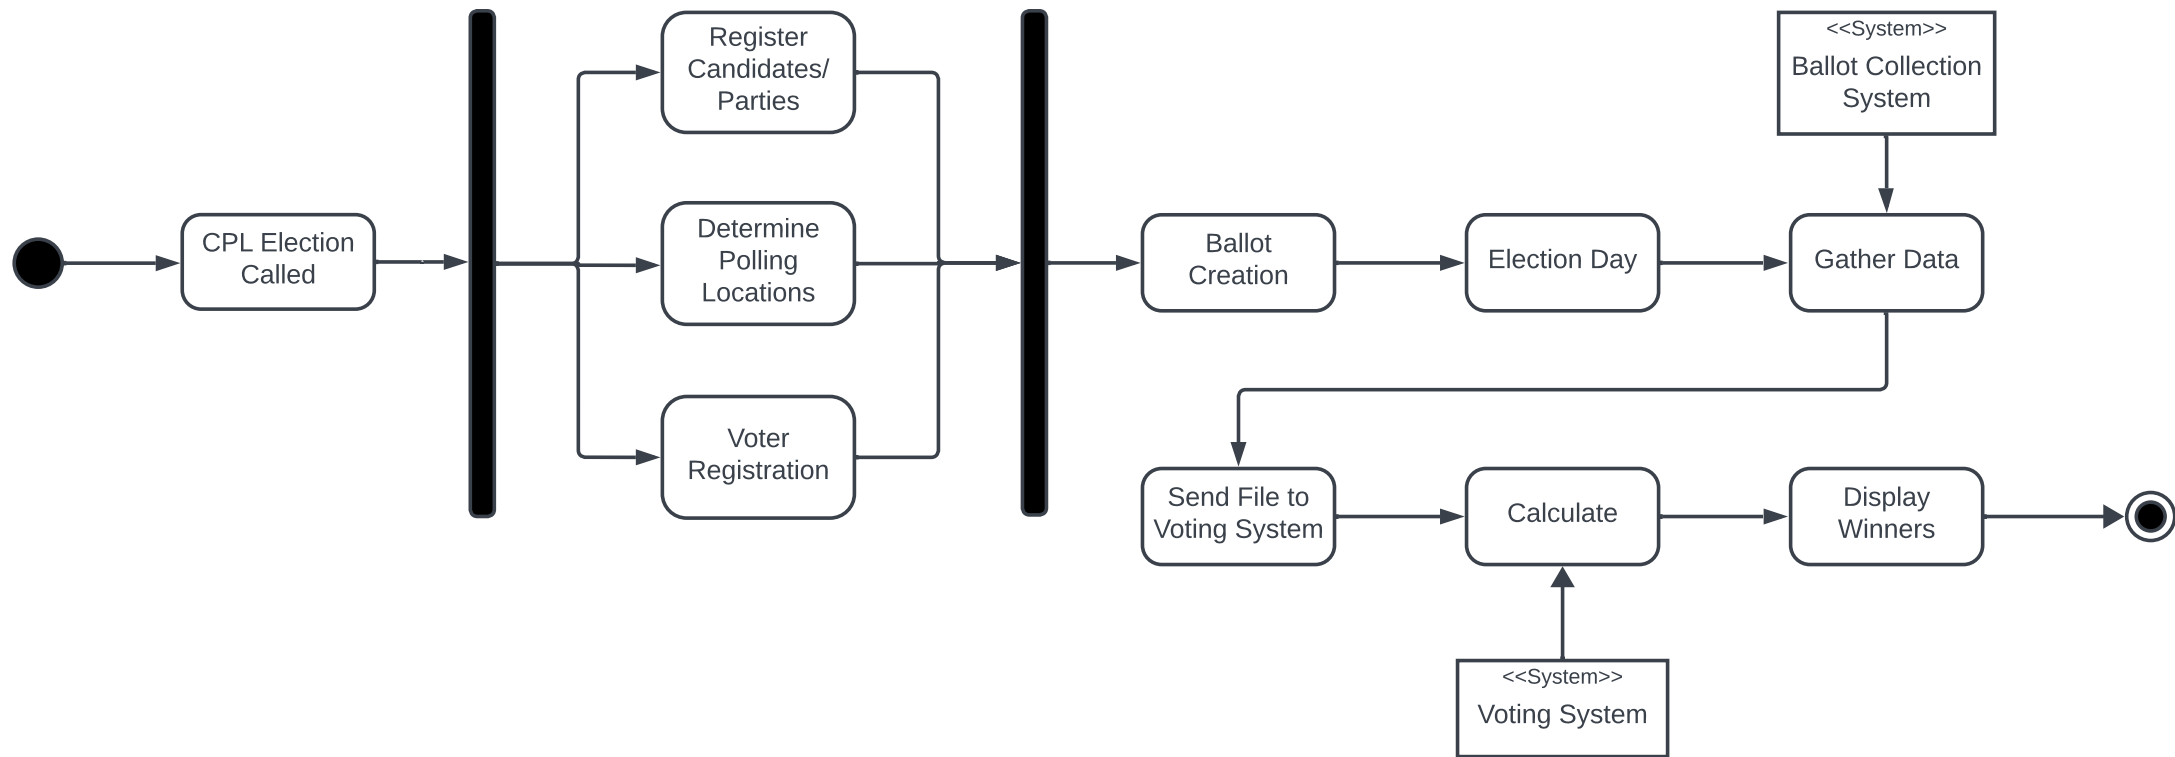 CPL Election
Called
Register
Candidates/
Parties
Determine
Polling
Locations
Voter
Registration
Ballot
Creation
Election Day
<<System>>
Ballot Collection
System
Gather Data
Send File to
Voting System
Calculate
<<System>>
Voting System
Display
Winners